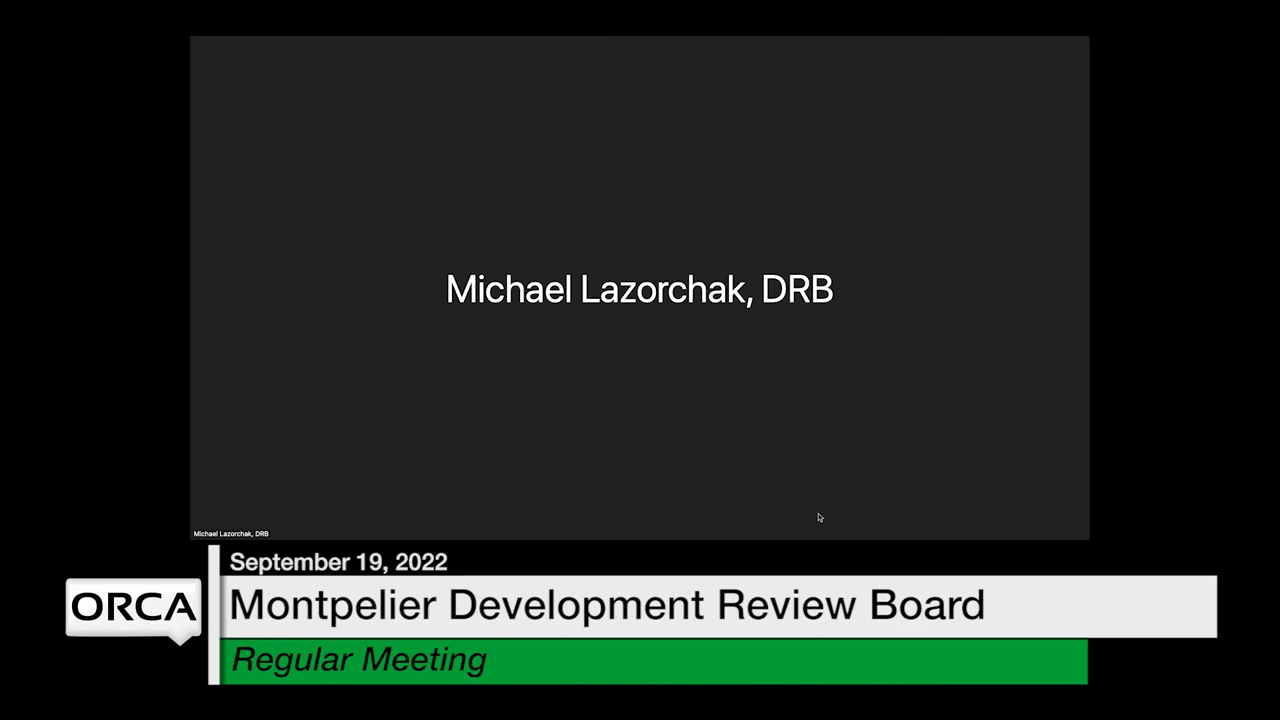 Michael Lazorchak, DRB
Michael Lazorchak, DRB
September 19, 2022
ORCA
Montpelier Development Review Board
Regular Meeting